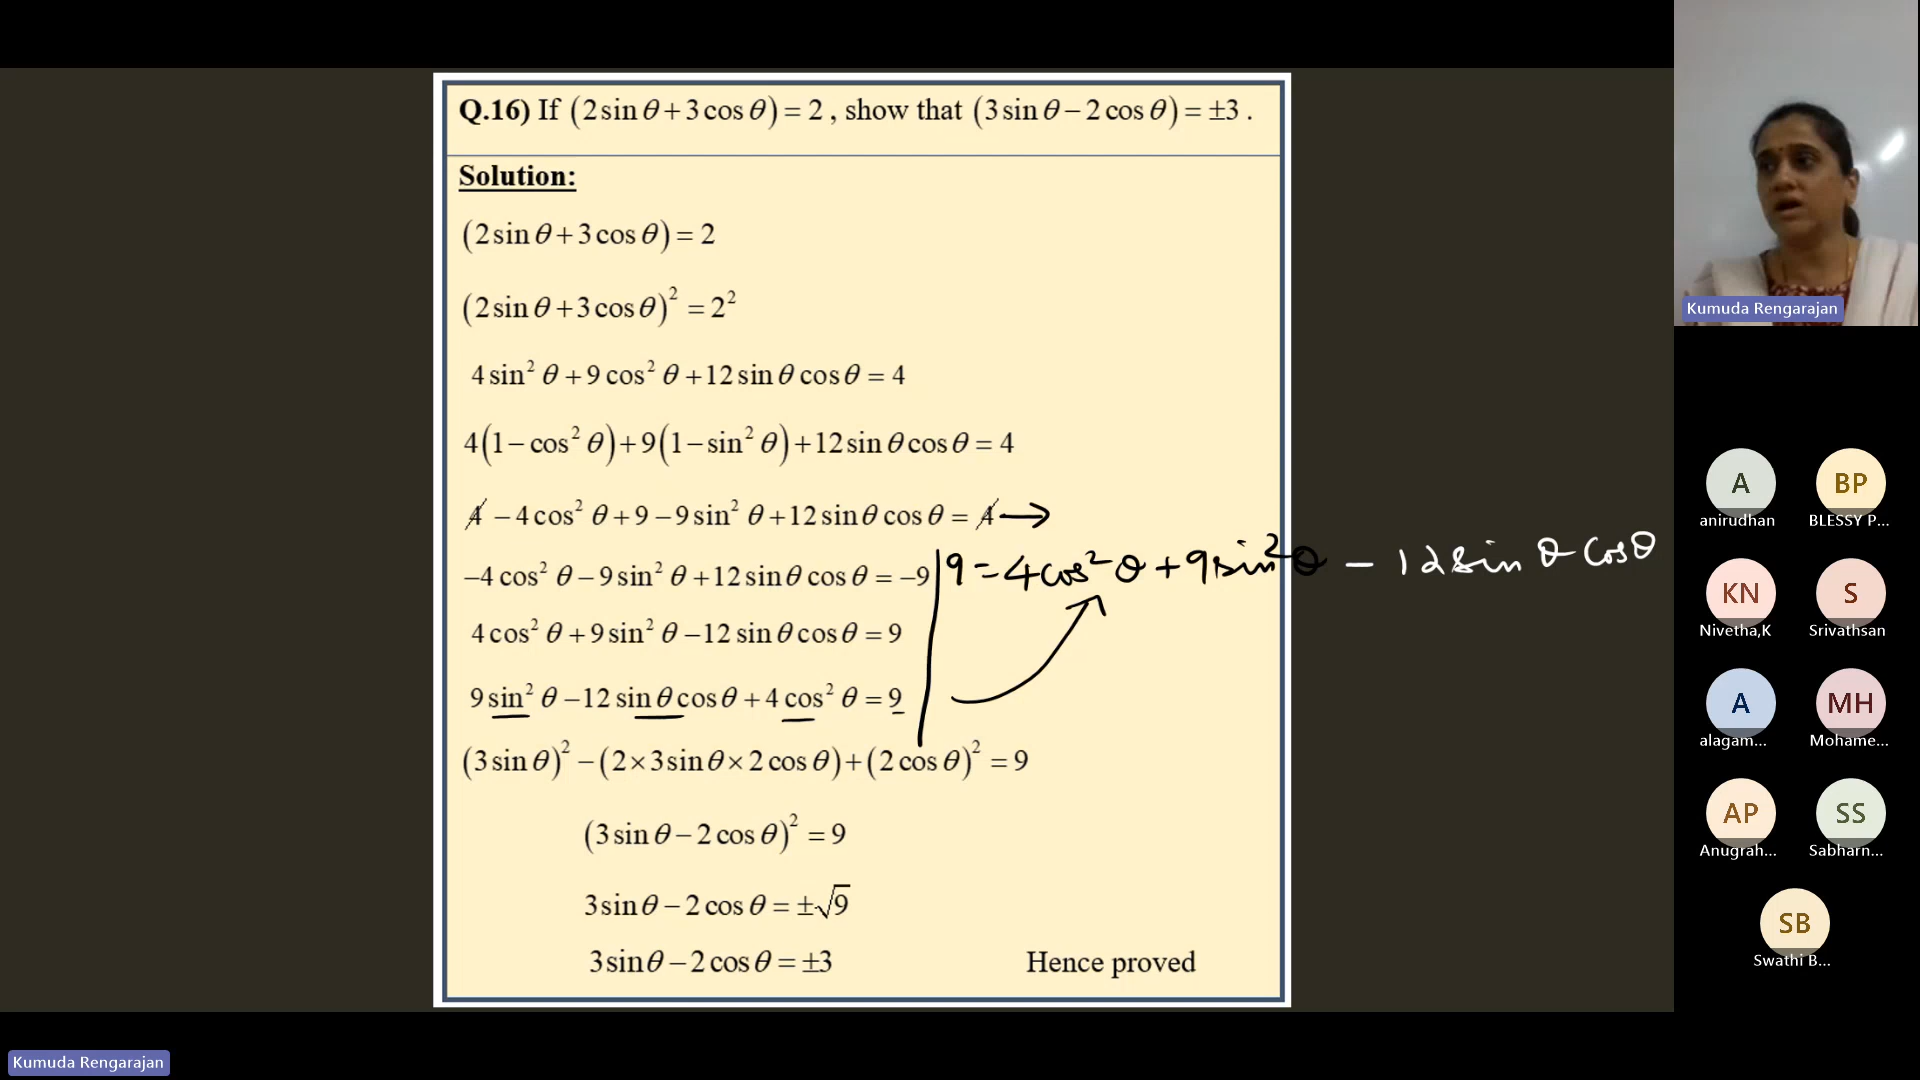 Q.16) If (2 sin θ + 3 cos θ) = 2 , show that (3 sin θ − 2 cos θ) = ±3 .
Solution:
(2 sin θ + 3 cos θ) = 2
(2 sin θ + 3 cos θ)² = 2²
4 sin² θ + 9 cos² θ + 12 sin θ cos θ = 4
4(1 − cos² θ) + 9(1 − sin² θ) + 12 sin θ cos θ = 4
4 − 4 cos² θ + 9 − 9 sin² θ + 12 sin θ cos θ = 4 →
−4 cos² θ − 9 sin² θ + 12 sin θ cos θ = −9
9 = 4 cos² θ + 9 sin² θ − 12 sin θ cos θ
4 cos² θ + 9 sin² θ − 12 sin θ cos θ = 9
9 sin² θ − 12 sin θ cos θ + 4 cos² θ = 9
(3 sin θ)² − (2 × 3 sin θ × 2 cos θ) + (2 cos θ)² = 9
(3 sin θ − 2 cos θ)² = 9
3 sin θ − 2 cos θ = ±√9
3 sin θ − 2 cos θ = ±3
Hence proved
Kumuda Rengarajan
A
anirudhan
BP
BLESSY P...
KN
Nivetha,K
S
Srivathsan
A
alagam...
MH
Mohame...
AP
Anugrah...
SS
Sabharn...
SB
Swathi B...
Kumuda Rengarajan